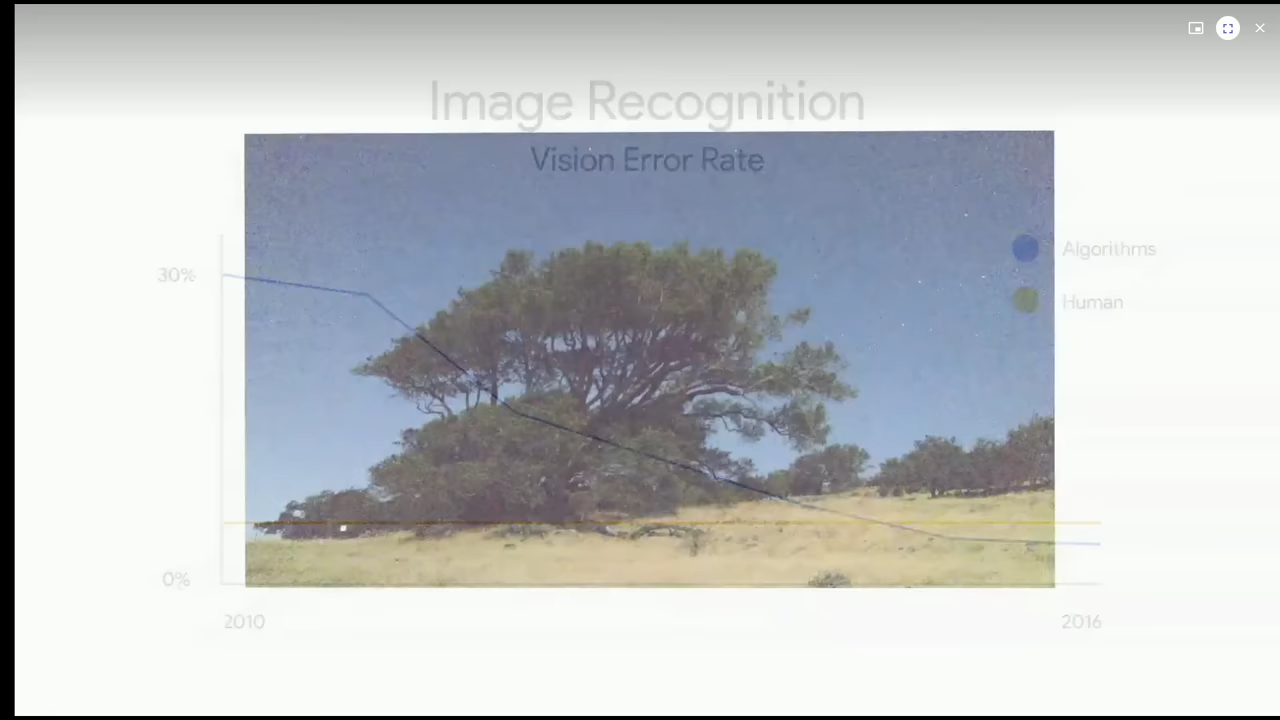 Image Recognition
Vision Error Rate
Algorithms
30%
Human
0%
2010
2016